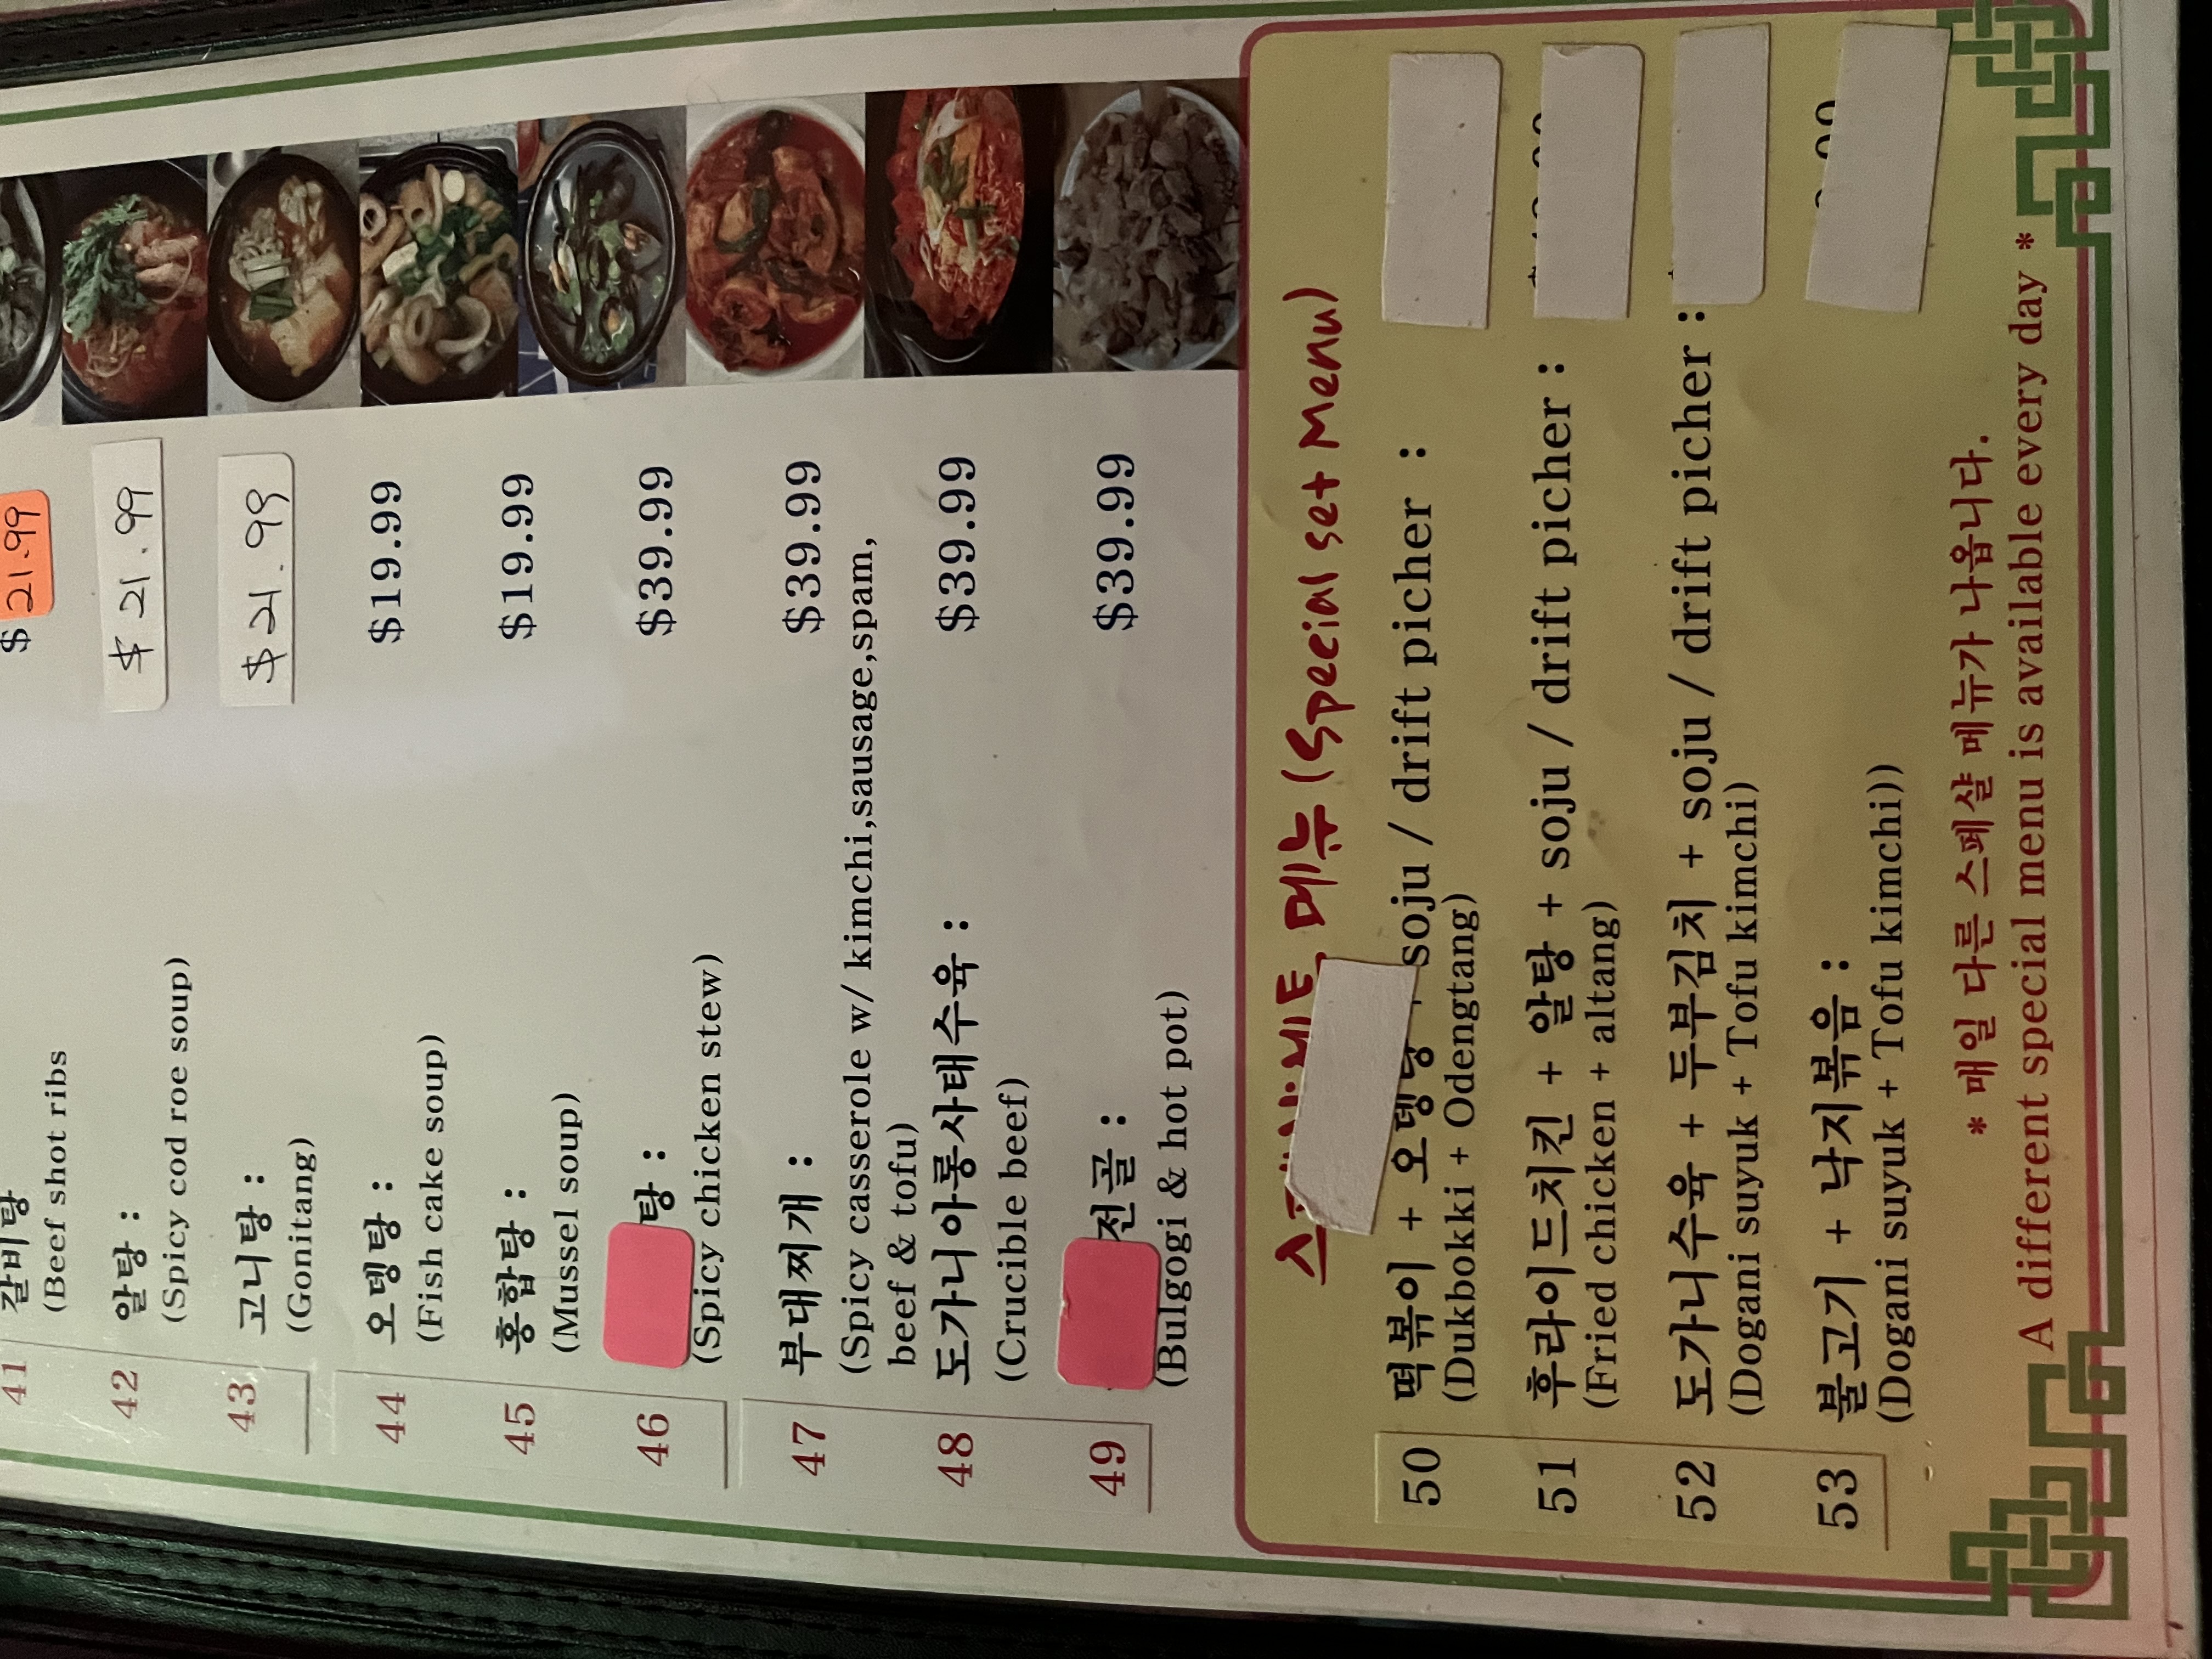 41 갈비탕 $ 21.99
(Beef shot ribs
42 알탕 : $ 21.99
(Spicy cod roe soup)
43 고니탕 : $ 21.99
(Gonitang)
44 오뎅탕 : $19.99
(Fish cake soup)
45 홍합탕 : $19.99
(Mussel soup)
46 탕 : $39.99
(Spicy chicken stew)
47 부대찌개 : $39.99
(Spicy casserole w/ kimchi,sausage,spam,
beef & tofu)
48 도가니아롱사태수육 : $39.99
(Crucible beef)
49 전골 : $39.99
(Bulgogi & hot pot)
메뉴 (Special set Menu)
50 떡볶이 + 오뎅탕 + soju / drift picher :
(Dukbokki + Odengtang)
51 후라이드치킨 + 알탕 + soju / drift picher :
(Fried chicken + altang)
52 도가니수육 + 두부김치 + soju / drift picher :
(Dogani suyuk + Tofu kimchi)
53 불고기 + 낙지볶음 :
(Dogani suyuk + Tofu kimchi))
* 매일 다른 스페샬 메뉴가 나옵니다.
A different special menu is available every day *